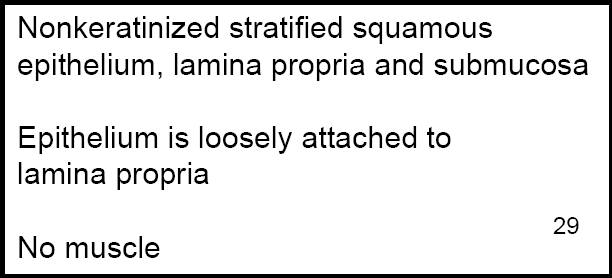 Nonkeratinized stratified squamous
epithelium, lamina propria and submucosa
Epithelium is loosely attached to
lamina propria
29
No muscle